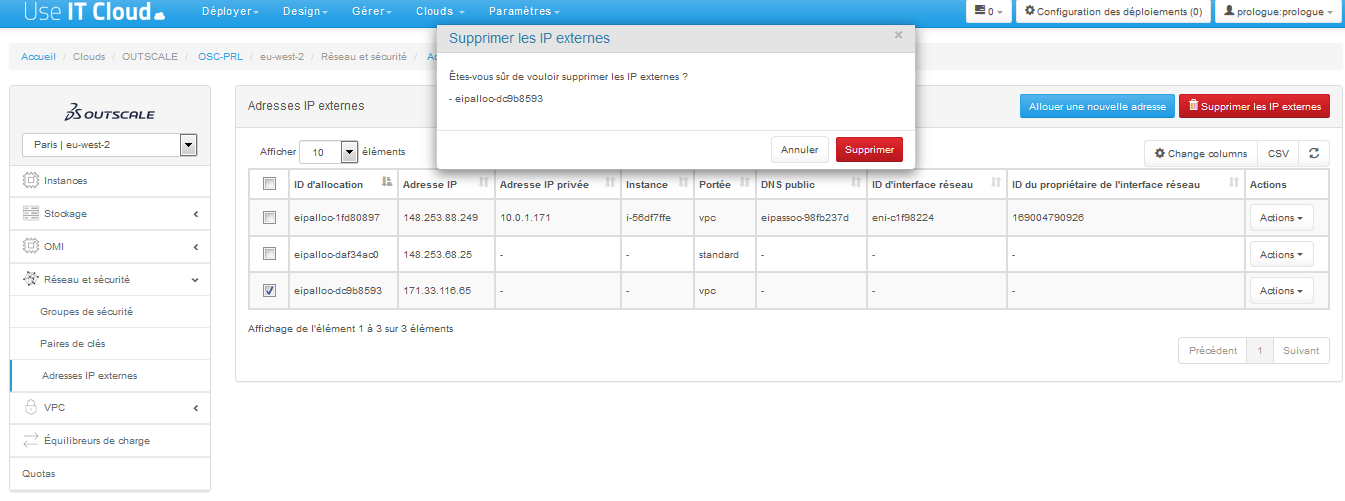 Use IT Cloud
Déployer
Design
Gérer
Clouds
Paramètres
0
Configuration des déploiements (0)
prologue:prologue
Accueil / Clouds / OUTSCALE / OSC-PRL / eu-west-2 / Réseau et sécurité /
Supprimer les IP externes
×
Êtes-vous sûr de vouloir supprimer les IP externes ?
- eipalloc-dc9b8593
Annuler
Supprimer
OUTSCALE
Paris | eu-west-2
Instances
Stockage
OMI
Réseau et sécurité
Groupes de sécurité
Paires de clés
Adresses IP externes
VPC
Équilibreurs de charge
Quotas
Adresses IP externes
Allouer une nouvelle adresse
Supprimer les IP externes
Afficher 10 éléments
Change columns
CSV
ID d'allocation Adresse IP Adresse IP privée Instance Portée DNS public ID d'interface réseau ID du propriétaire de l'interface réseau Actions
eipalloc-1fd80897 148.253.88.249 10.0.1.171 i-56df7ffe vpc eipassoc-98fb237d eni-c1f98224 169004790926 Actions
eipalloc-daf34ac0 148.253.68.25 - - standard - - - Actions
eipalloc-dc9b8593 171.33.116.65 - - vpc - - - Actions
Affichage de l'élément 1 à 3 sur 3 éléments
Précédent 1 Suivant